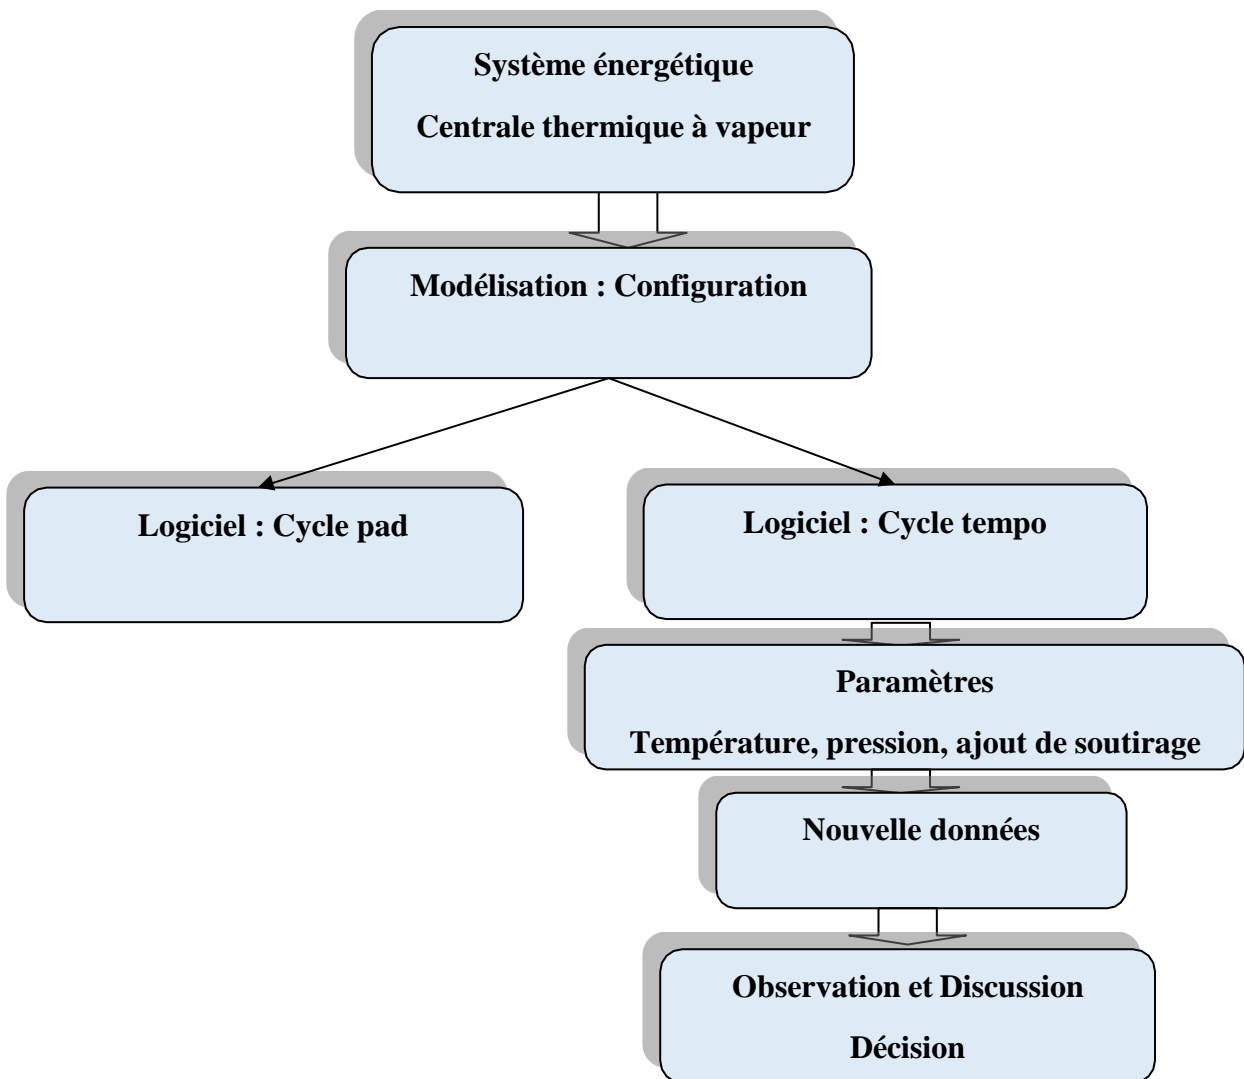 Système énergétique
Centrale thermique à vapeur
Modélisation : Configuration
Logiciel : Cycle pad
Logiciel : Cycle tempo
Paramètres
Température, pression, ajout de soutirage
Nouvelle données
Observation et Discussion
Décision